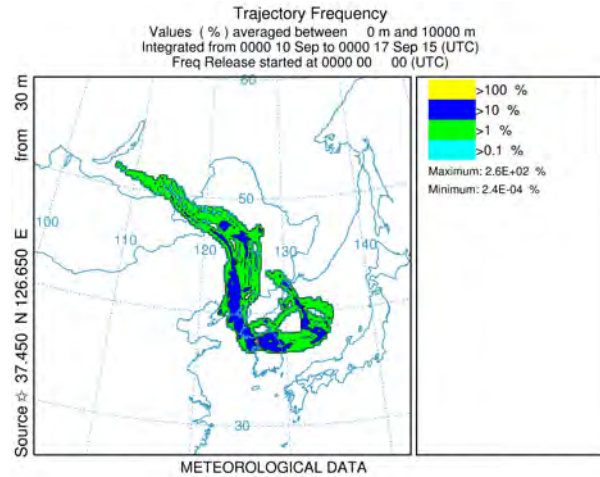 Trajectory Frequency
Values ( % ) averaged between 0 m and 10000 m
Integrated from 0000 10 Sep to 0000 17 Sep 15 (UTC)
Freq Release started at 0000 00 00 (UTC)
Source ☆ 37.450 N 126.650 E from 30 m
60
50
100
110
120
130
140
30
>100 %
>10 %
>1 %
>0.1 %
Maximum: 2.6E+02 %
Minimum: 2.4E-04 %
METEOROLOGICAL DATA